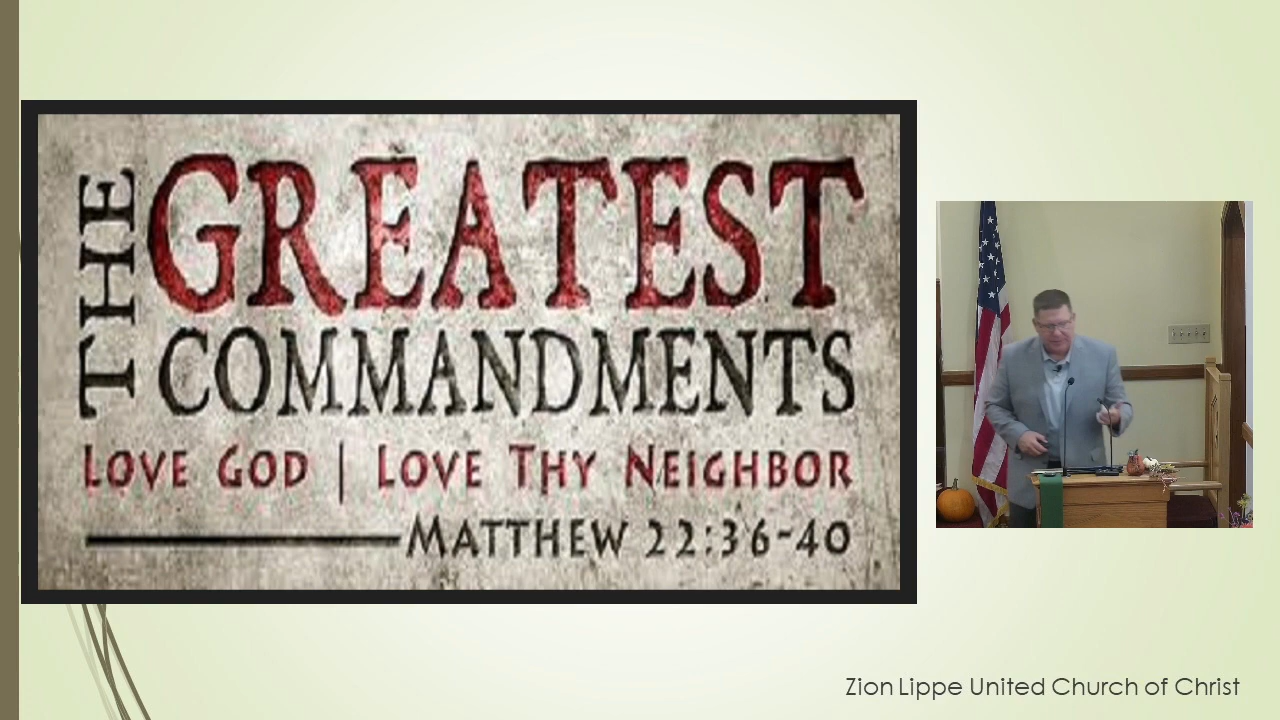 THE
GREATEST
COMMANDMENTS
LOVE GOD | LOVE THY NEIGHBOR
MATTHEW 22:36-40
Zion Lippe United Church of Christ